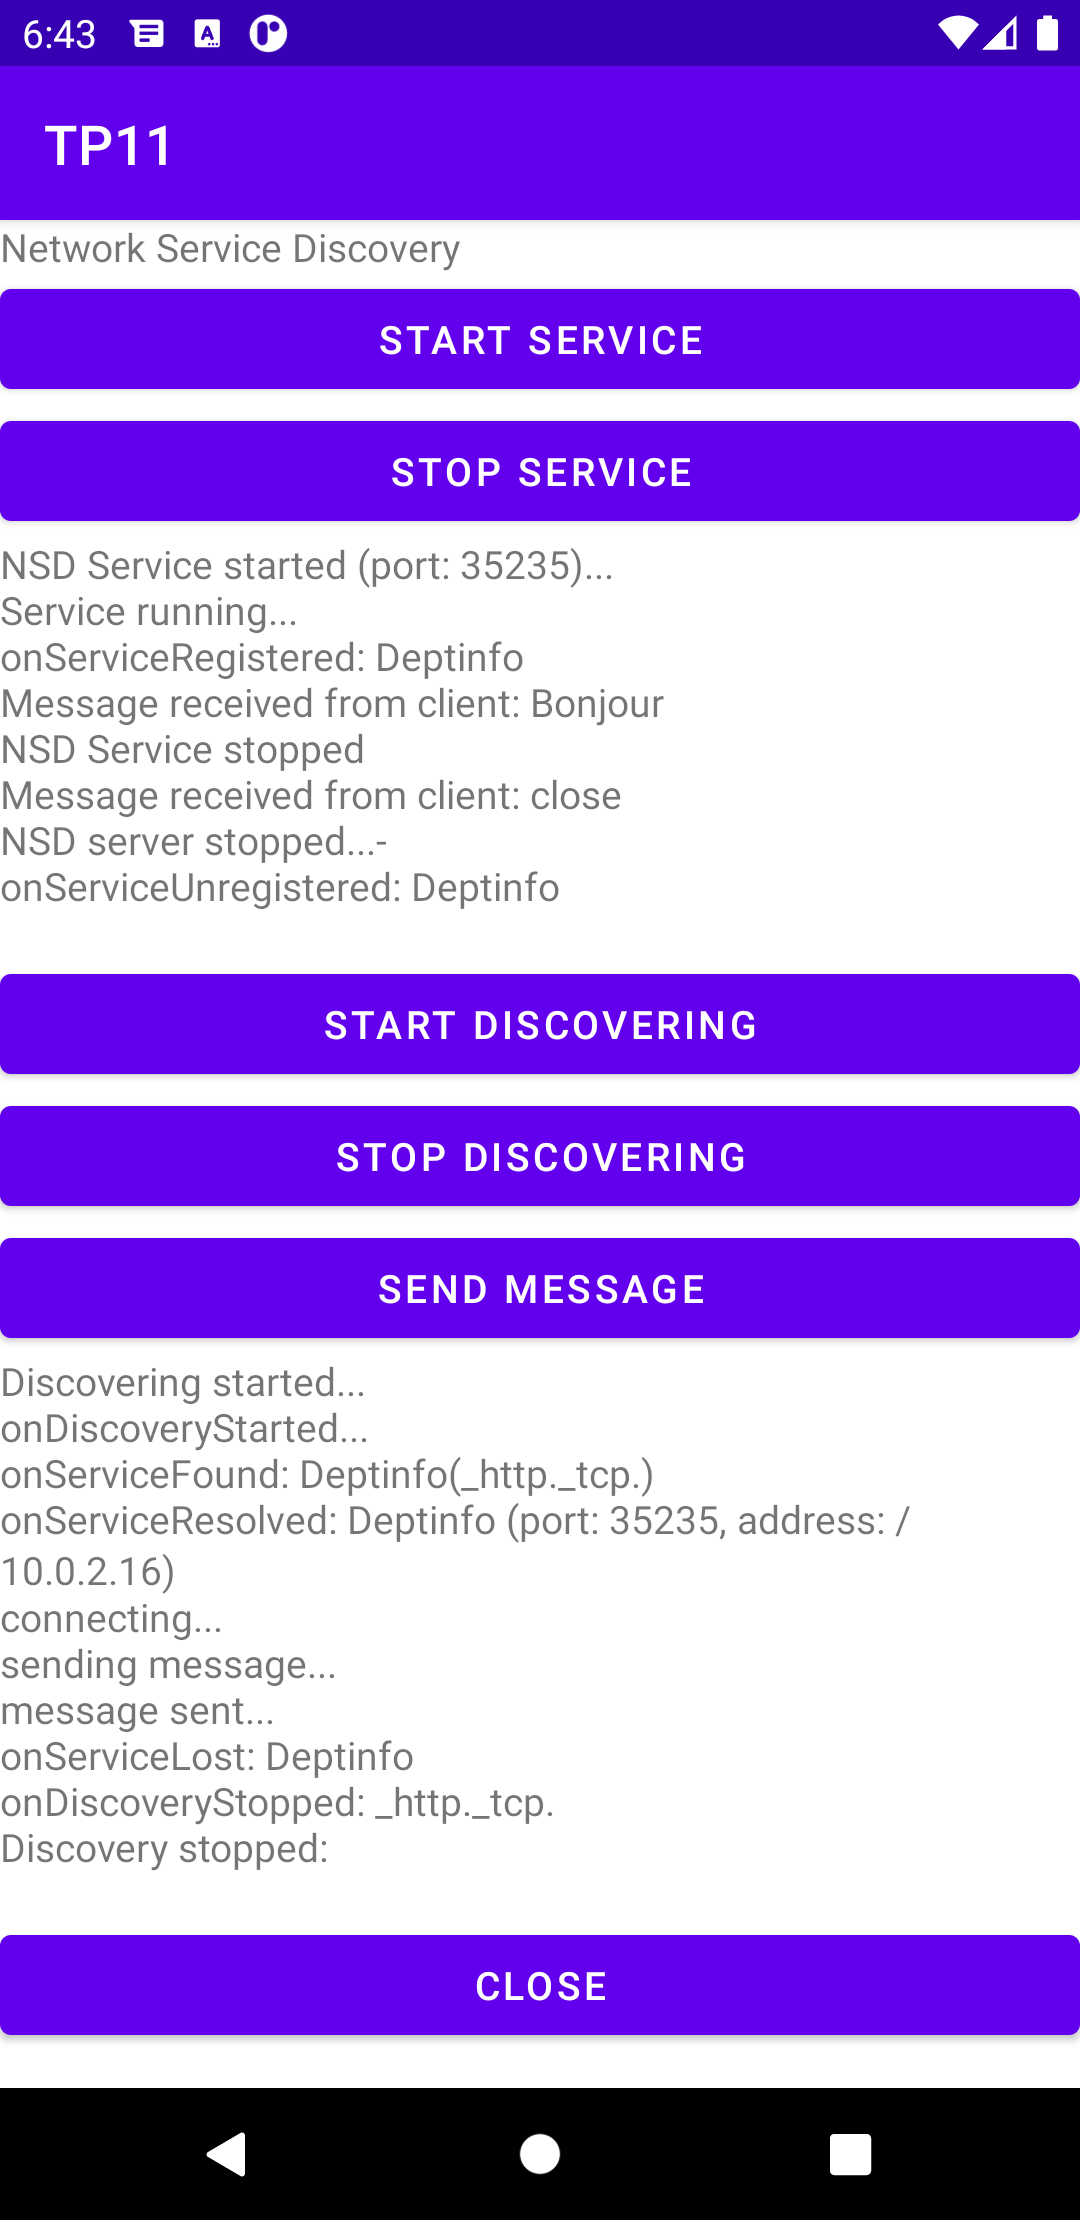 6:43
TP11
Network Service Discovery
START SERVICE
STOP SERVICE
NSD Service started (port: 35235)...
Service running...
onServiceRegistered: Deptinfo
Message received from client: Bonjour
NSD Service stopped
Message received from client: close
NSD server stopped...-
onServiceUnregistered: Deptinfo
START DISCOVERING
STOP DISCOVERING
SEND MESSAGE
Discovering started...
onDiscoveryStarted...
onServiceFound: Deptinfo(_http._tcp.)
onServiceResolved: Deptinfo (port: 35235, address: /
10.0.2.16)
connecting...
sending message...
message sent...
onServiceLost: Deptinfo
onDiscoveryStopped: _http._tcp.
Discovery stopped:
CLOSE